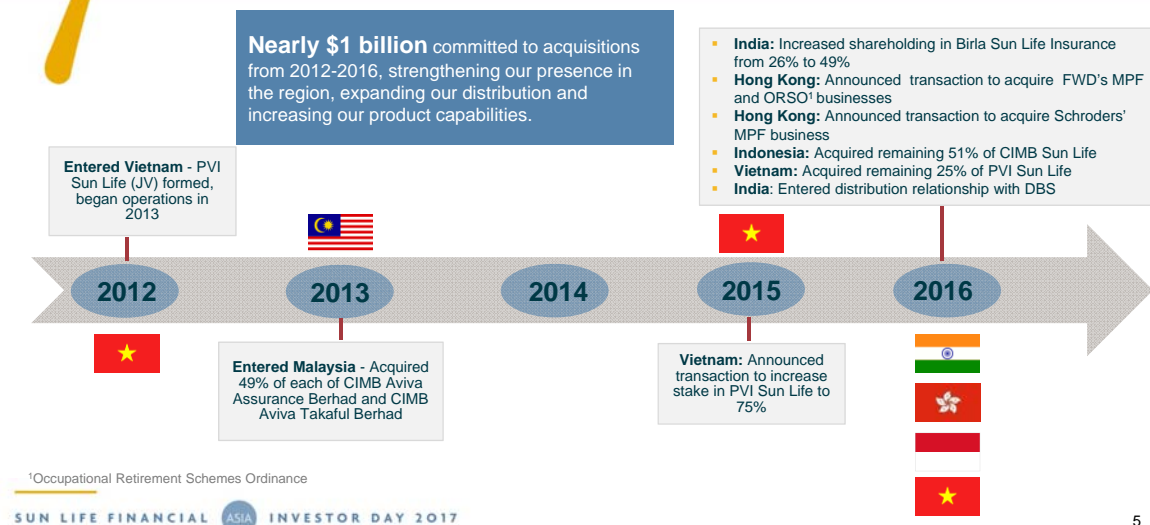 Nearly $1 billion committed to acquisitions
from 2012-2016, strengthening our presence in
the region, expanding our distribution and
increasing our product capabilities.
▪ India: Increased shareholding in Birla Sun Life Insurance
from 26% to 49%
▪ Hong Kong: Announced transaction to acquire FWD's MPF
and ORSO¹ businesses
▪ Hong Kong: Announced transaction to acquire Schroders'
MPF business
▪ Indonesia: Acquired remaining 51% of CIMB Sun Life
▪ Vietnam: Acquired remaining 25% of PVI Sun Life
▪ India: Entered distribution relationship with DBS
Entered Vietnam - PVI
Sun Life (JV) formed,
began operations in
2013
2012
2013
2014
2015
2016
Entered Malaysia - Acquired
49% of each of CIMB Aviva
Assurance Berhad and CIMB
Aviva Takaful Berhad
Vietnam: Announced
transaction to increase
stake in PVI Sun Life to
75%
¹Occupational Retirement Schemes Ordinance
SUN LIFE FINANCIAL ASIA INVESTOR DAY 2017
5